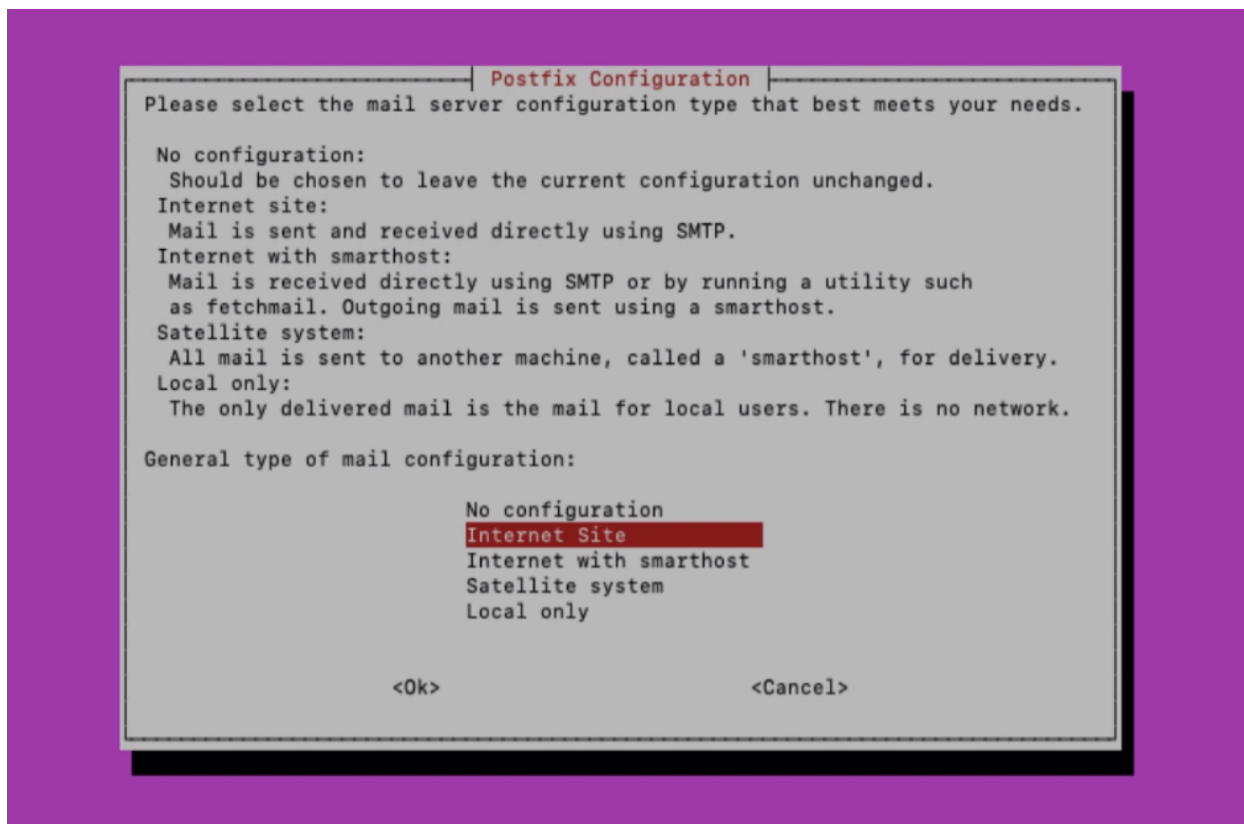 Postfix Configuration
Please select the mail server configuration type that best meets your needs.
No configuration:
Should be chosen to leave the current configuration unchanged.
Internet site:
Mail is sent and received directly using SMTP.
Internet with smarthost:
Mail is received directly using SMTP or by running a utility such
as fetchmail. Outgoing mail is sent using a smarthost.
Satellite system:
All mail is sent to another machine, called a 'smarthost', for delivery.
Local only:
The only delivered mail is the mail for local users. There is no network.
General type of mail configuration:
No configuration
Internet Site
Internet with smarthost
Satellite system
Local only
<Ok> <Cancel>